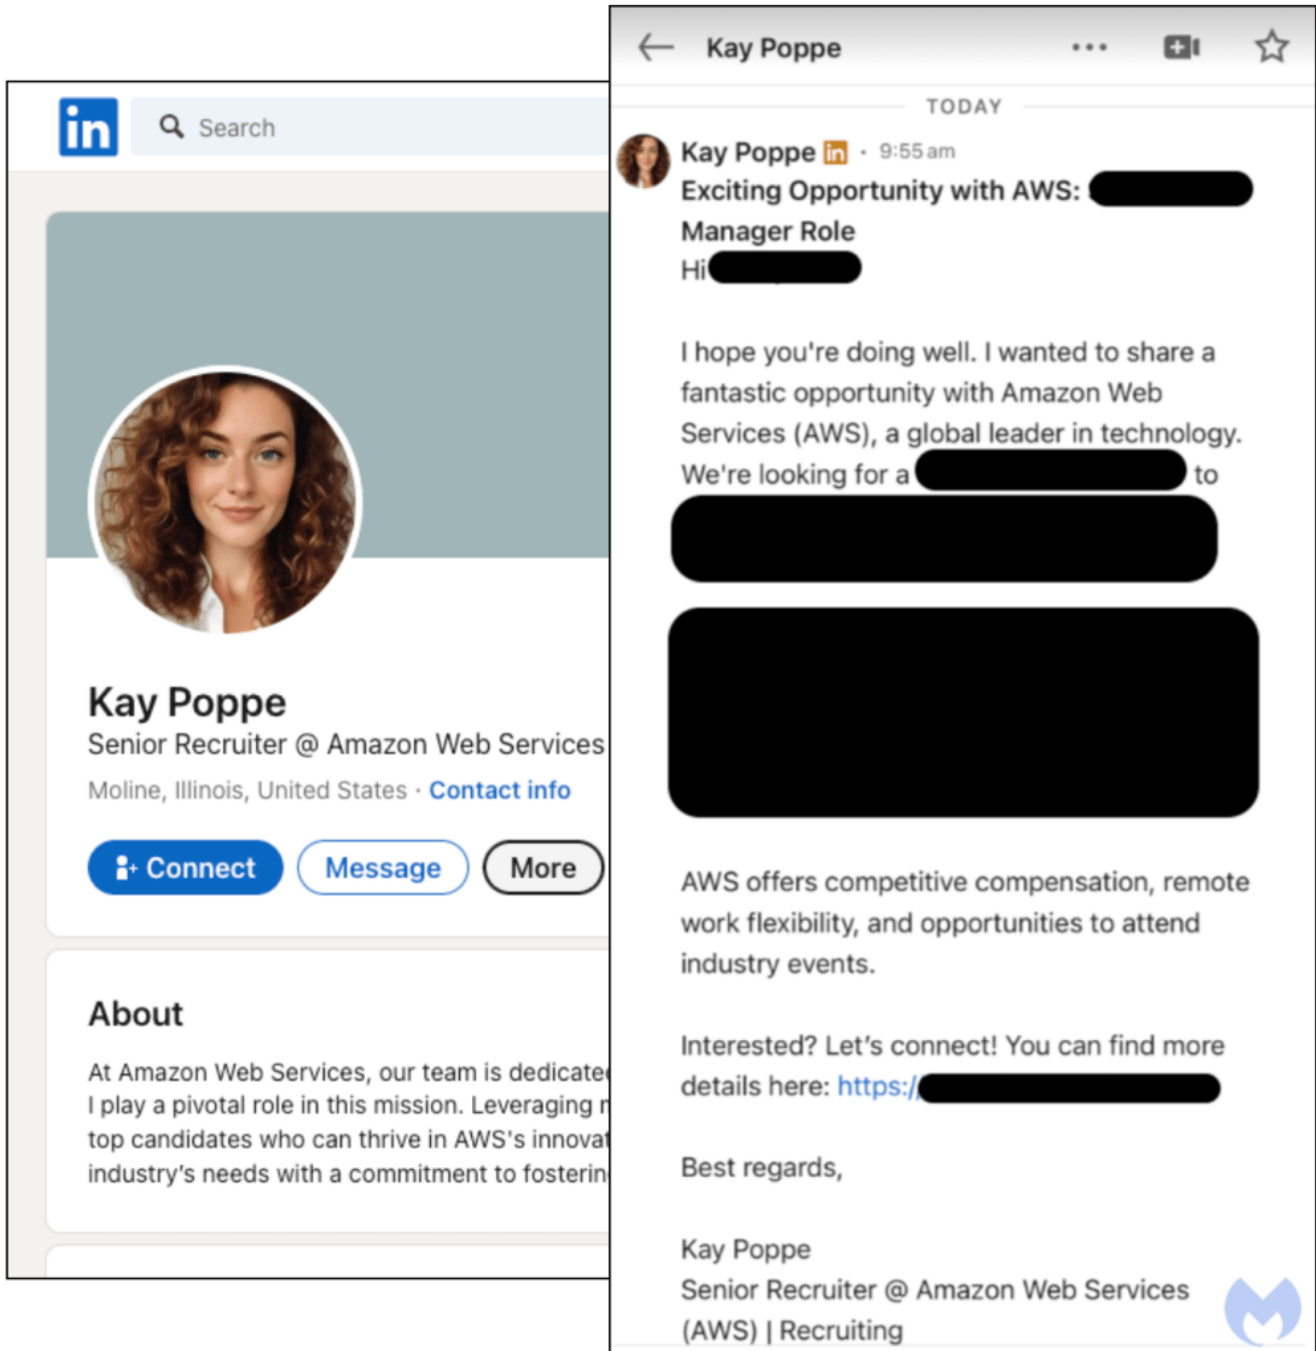 in
Search
Kay Poppe
Senior Recruiter @ Amazon Web Services
Moline, Illinois, United States · Contact info
Connect
Message
More
About
At Amazon Web Services, our team is dedicated
I play a pivotal role in this mission. Leveraging
top candidates who can thrive in AWS's innovat
industry's needs with a commitment to fosterin
Kay Poppe
TODAY
Kay Poppe in · 9:55 am
Exciting Opportunity with AWS:
Manager Role
Hi
I hope you're doing well. I wanted to share a
fantastic opportunity with Amazon Web
Services (AWS), a global leader in technology.
We're looking for a to
AWS offers competitive compensation, remote
work flexibility, and opportunities to attend
industry events.
Interested? Let's connect! You can find more
details here: https:/
Best regards,
Kay Poppe
Senior Recruiter @ Amazon Web Services
(AWS) | Recruiting